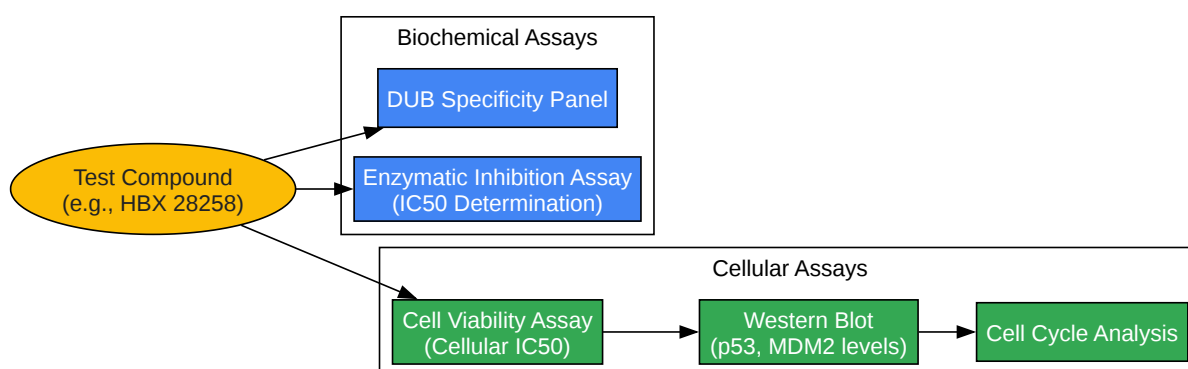 Biochemical Assays
DUB Specificity Panel
Test Compound
(e.g., HBX 28258)
Enzymatic Inhibition Assay
(IC50 Determination)
Cellular Assays
Cell Viability Assay
(Cellular IC50)
Western Blot
(p53, MDM2 levels)
Cell Cycle Analysis